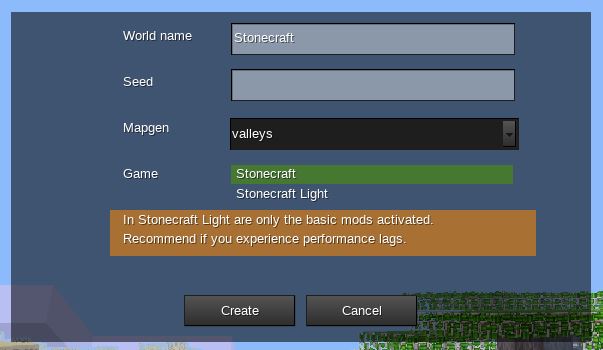 World name Stonecraft
Seed
Mapgen valleys
Game Stonecraft
Stonecraft Light
In Stonecraft Light are only the basic mods activated.
Recommend if you experience performance lags.
Create Cancel